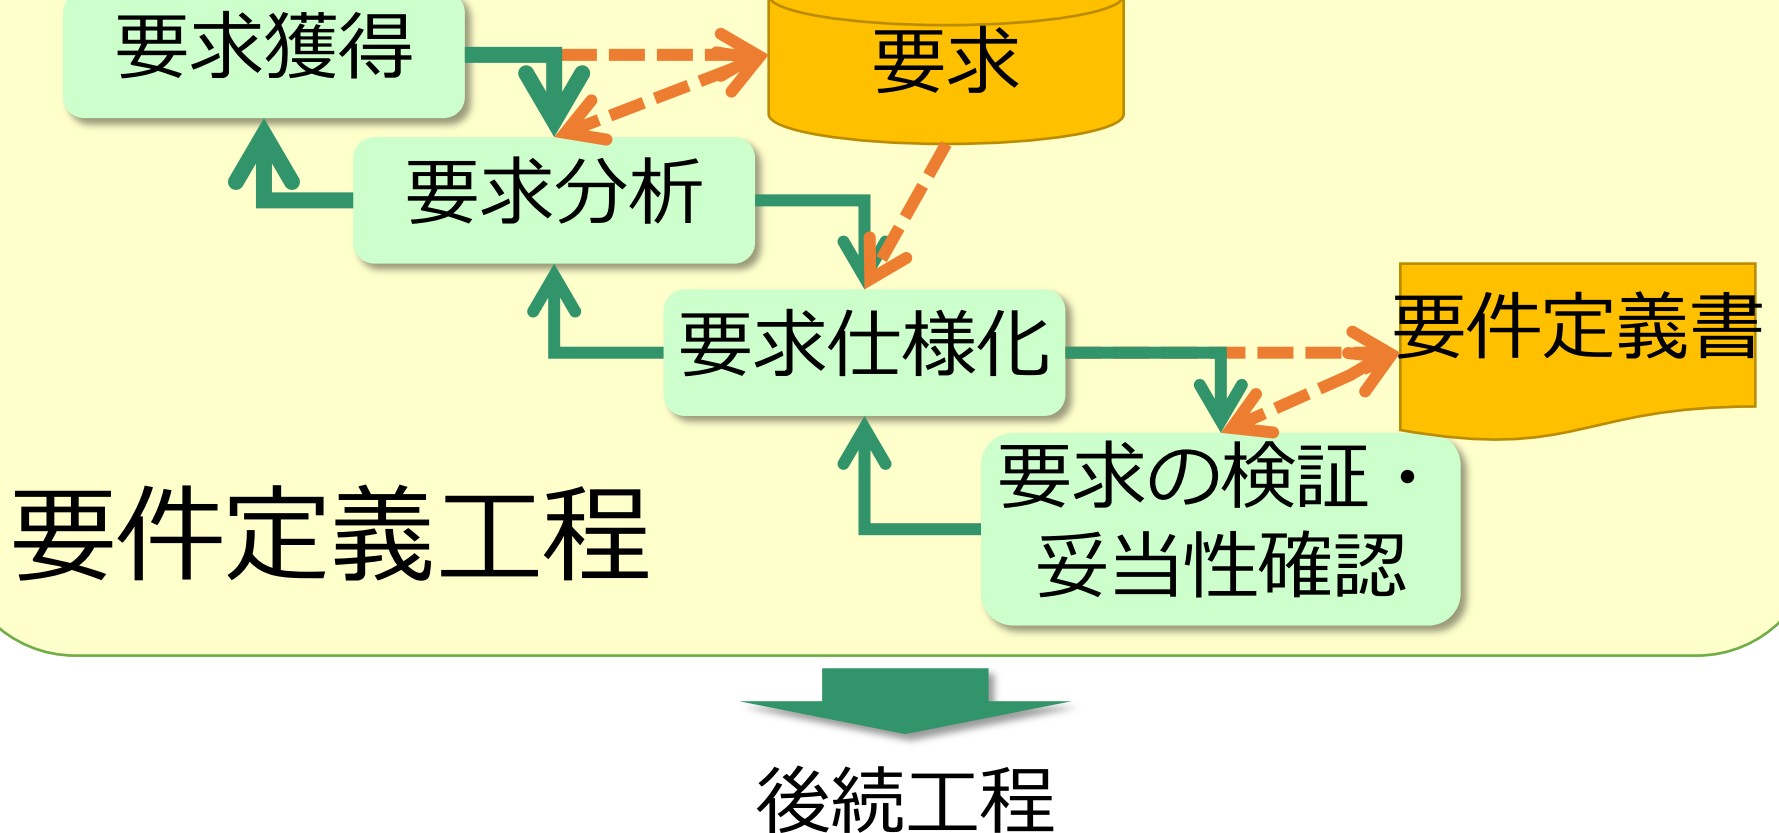 要求獲得
要求
要求分析
要求仕様化
要件定義書
要求の検証・
妥当性確認
要件定義工程
後続工程